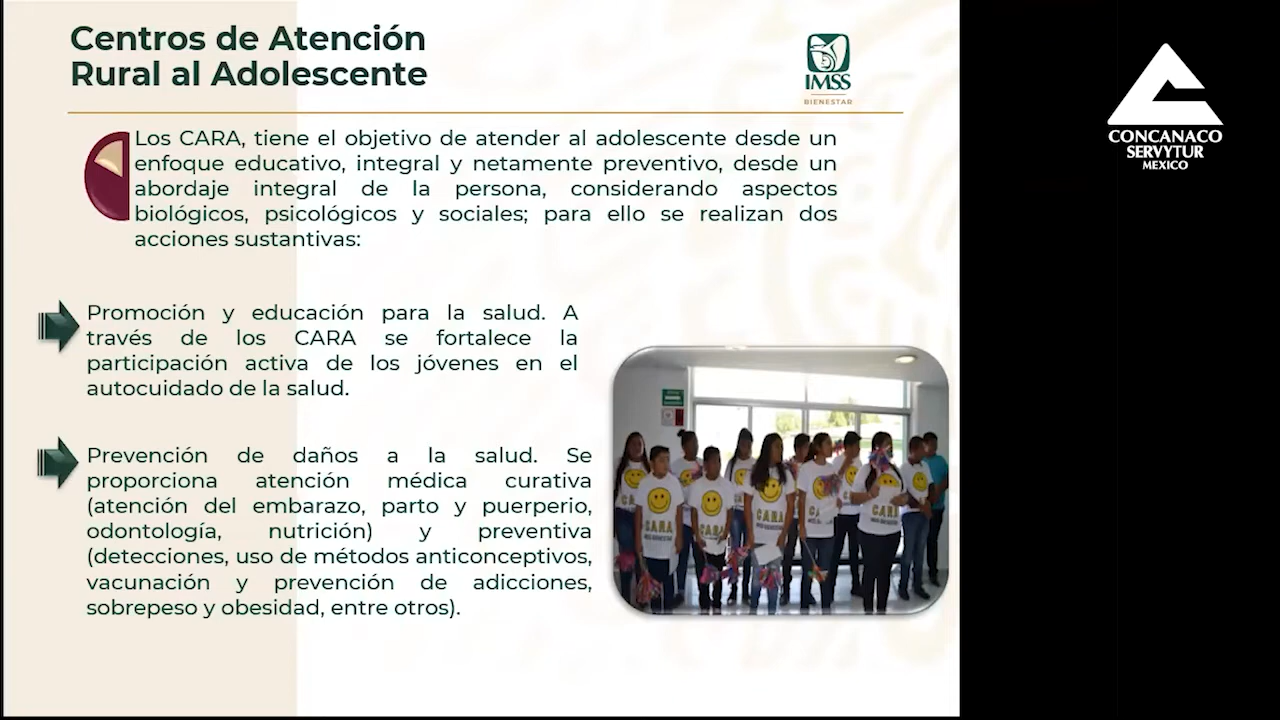 Centros de Atención
Rural al Adolescente
IMSS
BIENESTAR
CONCANACO
SERVYTUR
MEXICO
Los CARA, tiene el objetivo de atender al adolescente desde un
enfoque educativo, integral y netamente preventivo, desde un
abordaje integral de la persona, considerando aspectos
biológicos, psicológicos y sociales; para ello se realizan dos
acciones sustantivas:
Promoción y educación para la salud. A
través de los CARA se fortalece la
participación activa de los jóvenes en el
autocuidado de la salud.
Prevención de daños a la salud. Se
proporciona atención médica curativa
(atención del embarazo, parto y puerperio,
odontología, nutrición) y preventiva
(detecciones, uso de métodos anticonceptivos,
vacunación y prevención de adicciones,
sobrepeso y obesidad, entre otros).
CARA
CARA
CARA